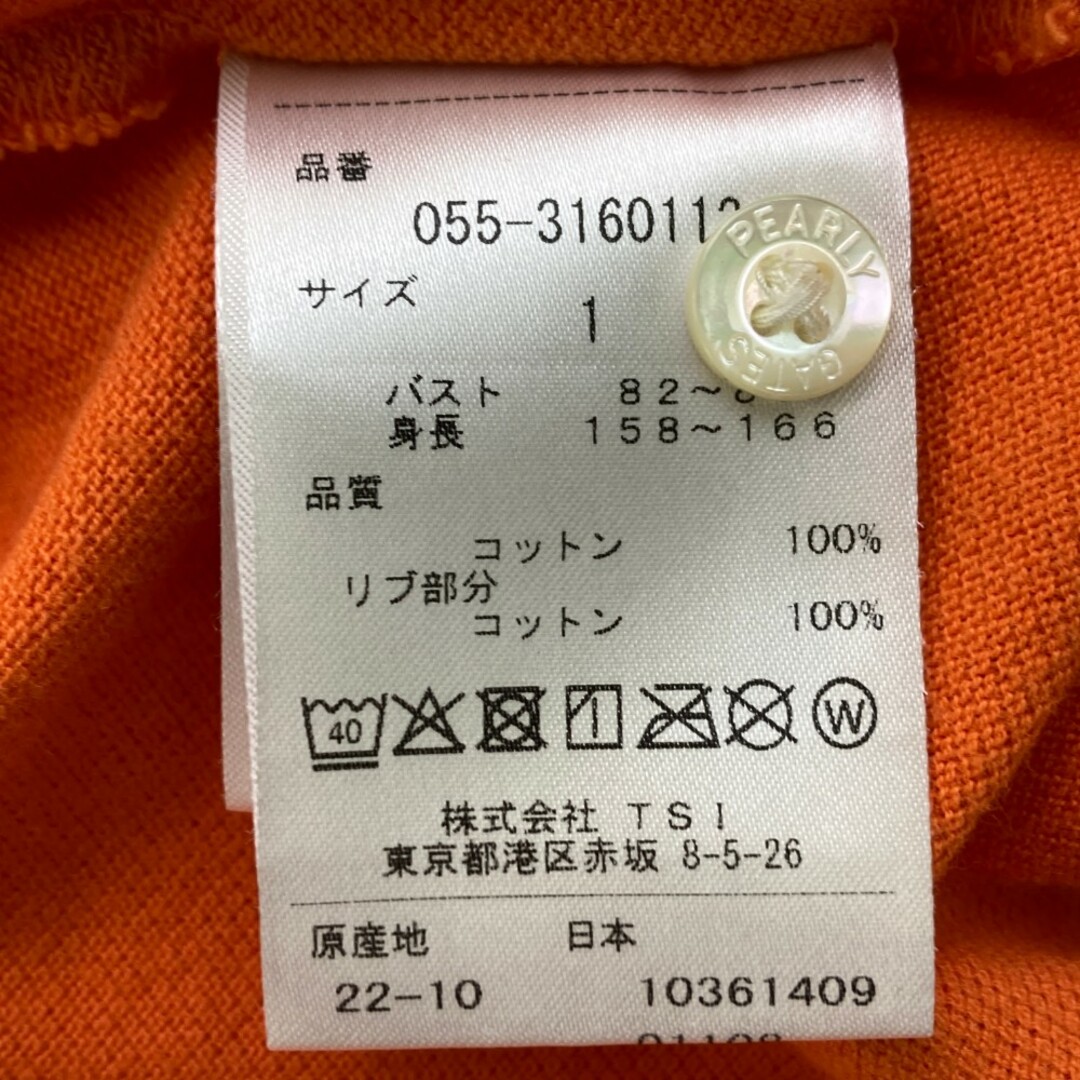 品番
055-316011
PEARLY
GATES
サイズ
1
バスト 82～
身長 158～166
品質
コットン 100%
リブ部分
コットン 100%
40
W
株式会社 TSI
東京都港区赤坂 8-5-26
原産地 日本
22-10 10361409